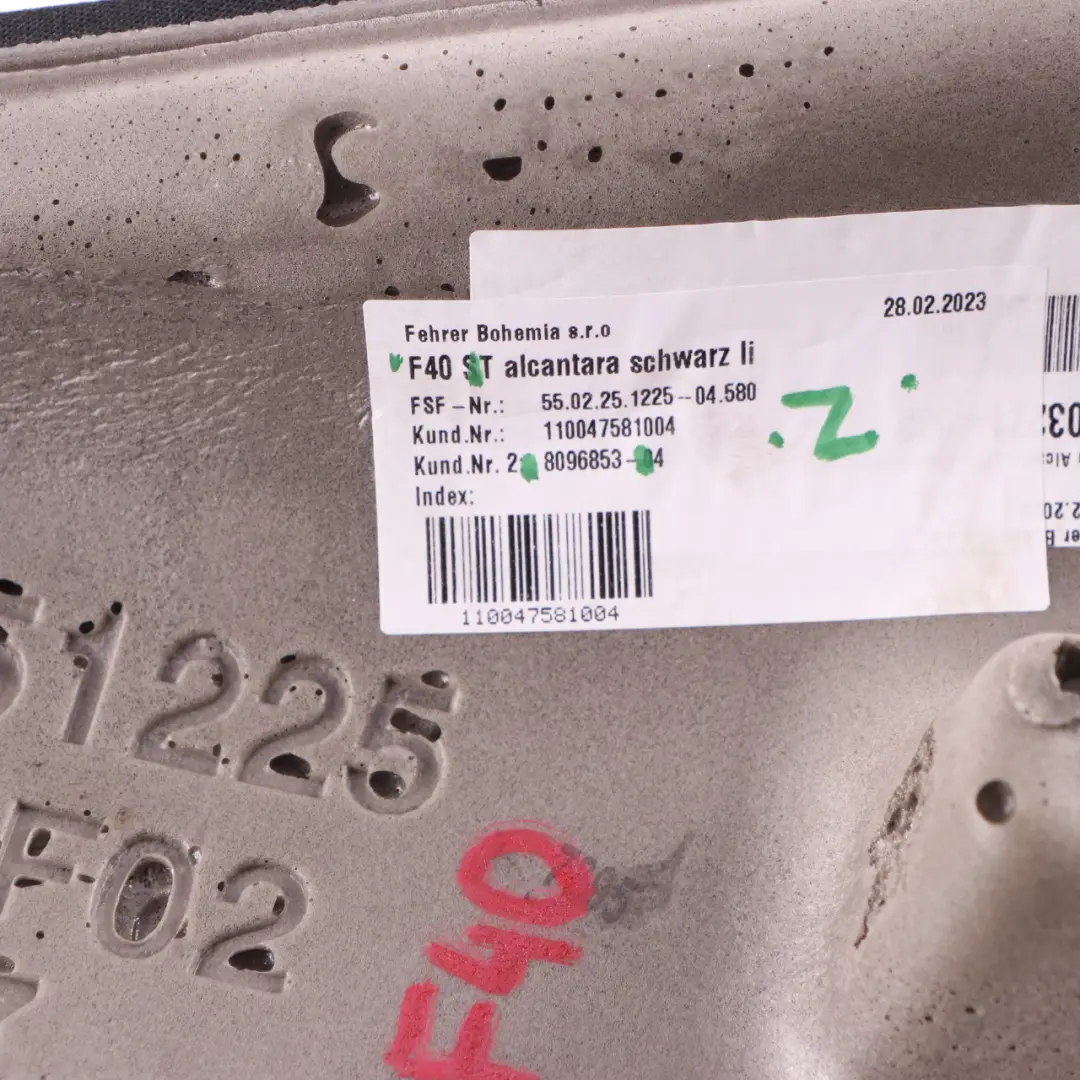 28.02.2023
Fehrer Bohemia s.r.o
F40 ST alcantara schwarz li
FSF-Nr.: 55.02.25.1225-04.580
Kund.Nr.: 110047581004
Kund.Nr. 2: 8096853-04
Index:
110047581004
.Z.
51225
F02
F40